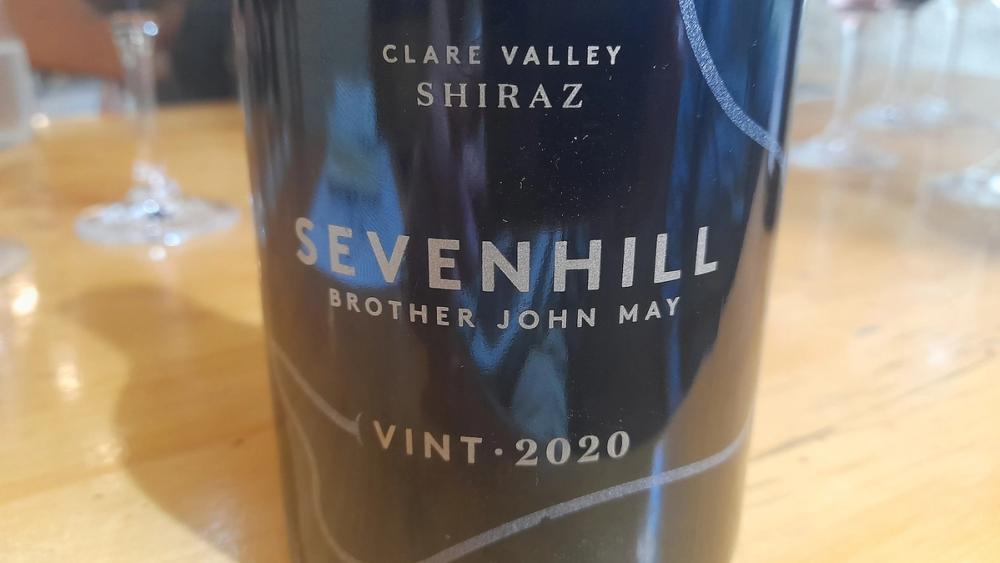 CLARE VALLEY
SHIRAZ
SEVENHILL
BROTHER JOHN MAY
VINT·2020